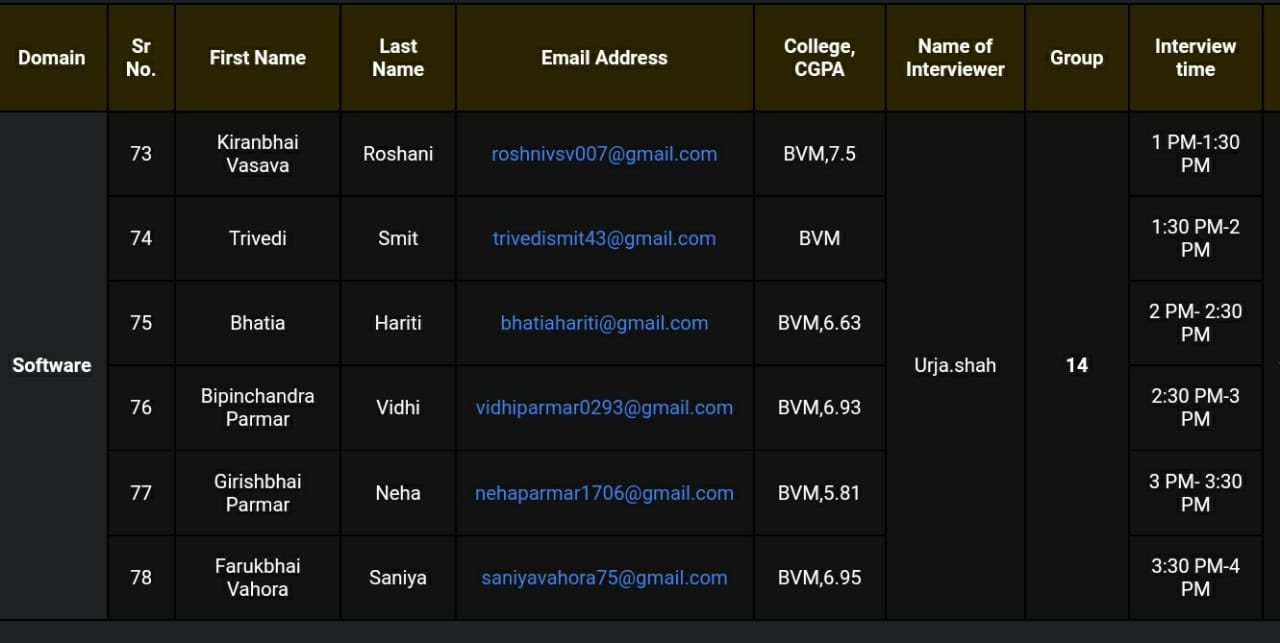 Domain
Sr
No.
First Name
Last
Name
Email Address
College,
CGPA
Name of
Interviewer
Group
Interview
time
Software
73
Kiranbhai
Vasava
Roshani
roshnivsv007@gmail.com
BVM,7.5
1 PM-1:30
PM
74
Trivedi
Smit
trivedismit43@gmail.com
BVM
1:30 PM-2
PM
75
Bhatia
Hariti
bhatiahariti@gmail.com
BVM,6.63
2 PM- 2:30
PM
Urja.shah
14
76
Bipinchandra
Parmar
Vidhi
vidhiparmar0293@gmail.com
BVM,6.93
2:30 PM-3
PM
77
Girishbhai
Parmar
Neha
nehaparmar1706@gmail.com
BVM,5.81
3 PM- 3:30
PM
78
Farukbhai
Vahora
Saniya
saniyavahora75@gmail.com
BVM,6.95
3:30 PM-4
PM